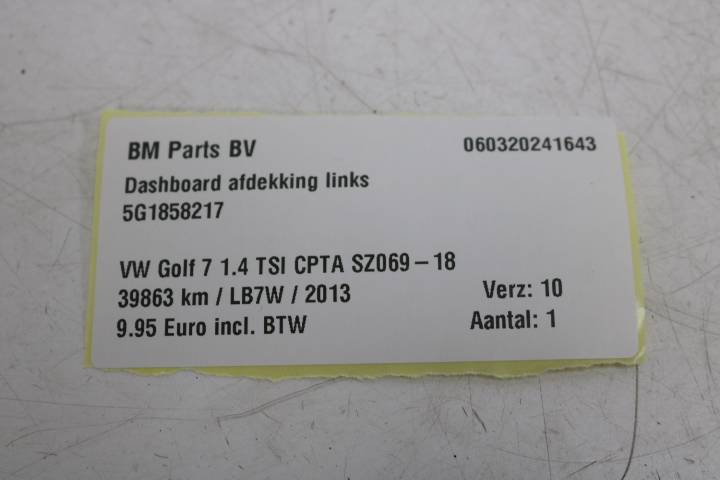 BM Parts BV 060320241643
Dashboard afdekking links
5G1858217
VW Golf 7 1.4 TSI CPTA SZ069-18
39863 km / LB7W / 2013 Verz: 10
9.95 Euro incl. BTW Aantal: 1